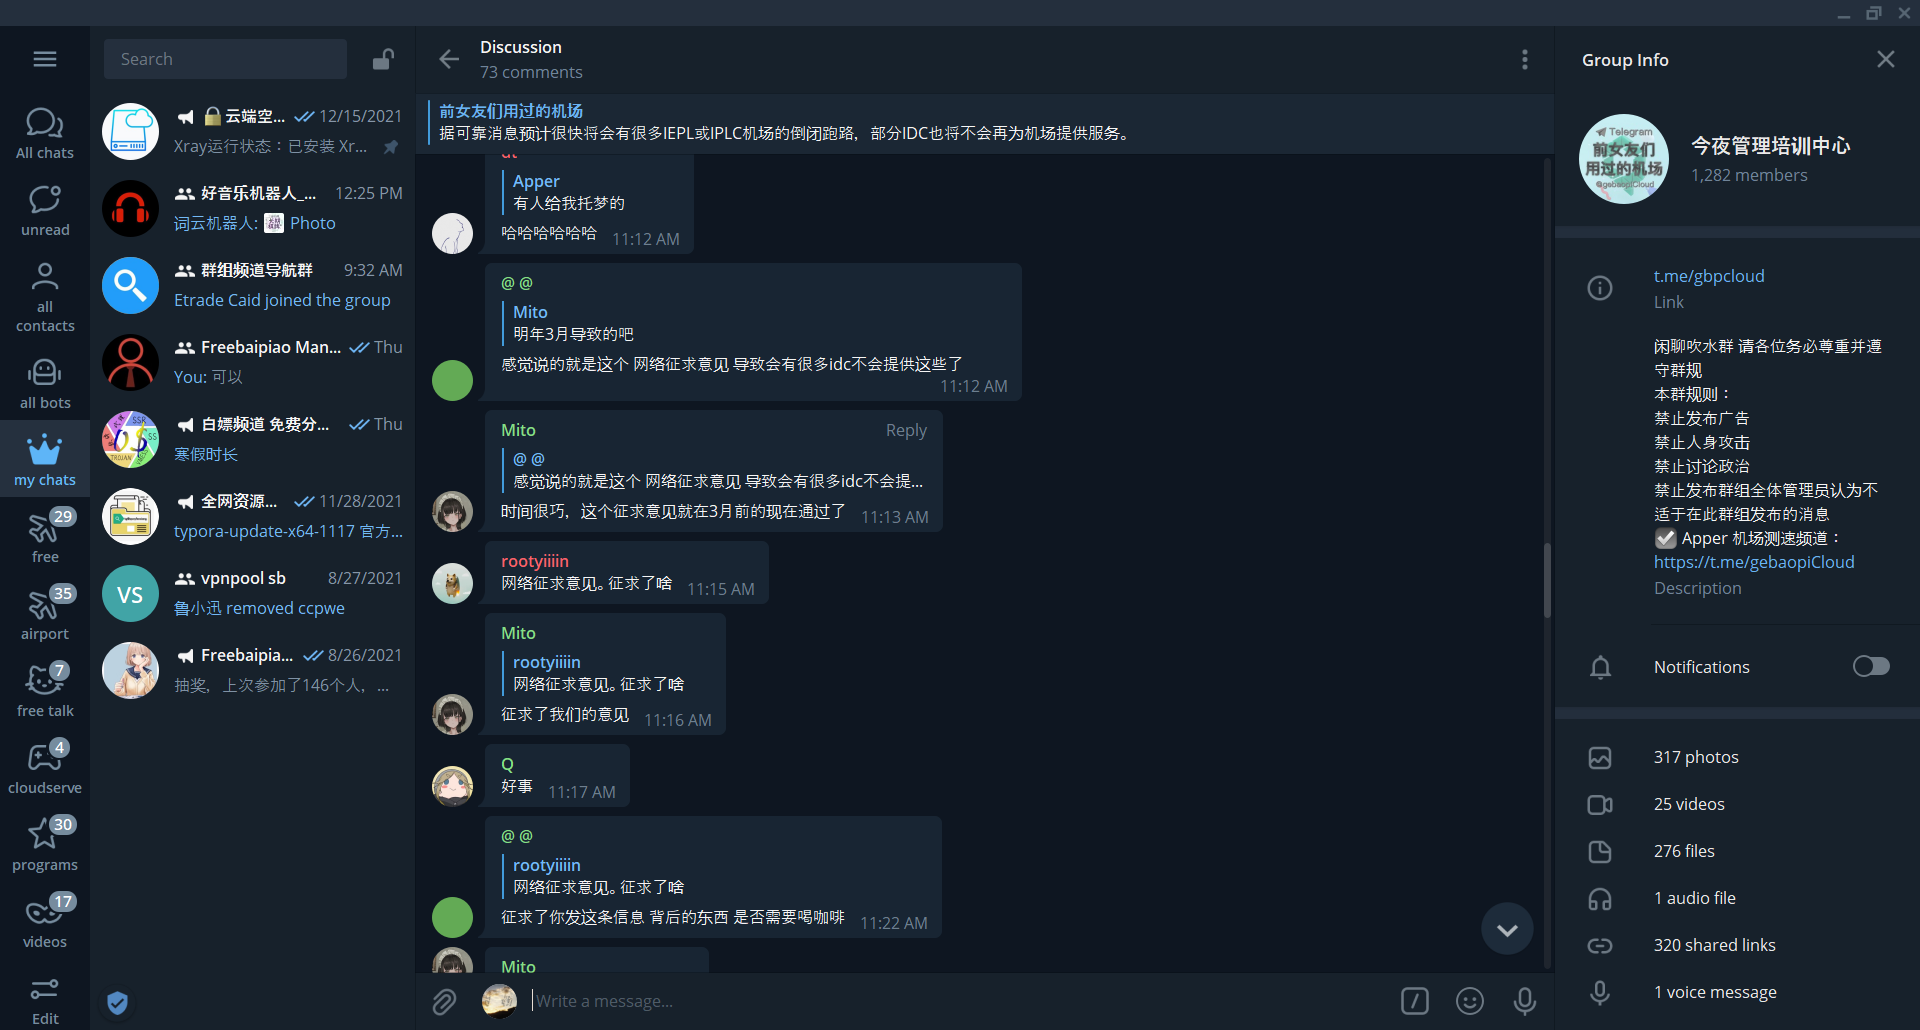 All chats
unread
all
contacts
all bots
my chats
29
free
35
airport
7
free talk
4
cloudserve
30
programs
17
videos
Edit
Search
🔒云端空... 12/15/2021
Xray运行状态：已安装 Xr...
好音乐机器人_... 12:25 PM
词云机器人: Photo
群组频道导航群 9:32 AM
Etrade Caid joined the group
Freebaipiao Man... Thu
You: 可以
白嫖频道 免费分... Thu
寒假时长
全网资源... 11/28/2021
typora-update-x64-1117 官方...
VS
vpnpool sb 8/27/2021
鲁小迅 removed ccpwe
Freebaipia... 8/26/2021
抽奖，上次参加了146个人，...
Discussion
73 comments
前女友们用过的机场
据可靠消息预计很快将会有很多IEPL或IPLC机场的倒闭跑路，部分IDC也将不会再为机场提供服务。
Apper
有人给我托梦的
哈哈哈哈哈哈 11:12 AM
@ @
Mito
明年3月导致的吧
感觉说的就是这个 网络征求意见 导致会有很多idc不会提供这些了
11:12 AM
Mito Reply
@ @
感觉说的就是这个 网络征求意见 导致会有很多idc不会提...
时间很巧，这个征求意见就在3月前的现在通过了 11:13 AM
rootyiiiin
网络征求意见。征求了啥 11:15 AM
Mito
rootyiiiin
网络征求意见。征求了啥
征求了我们的意见 11:16 AM
Q
好事 11:17 AM
@ @
rootyiiiin
网络征求意见。征求了啥
征求了你发这条信息 背后的东西 是否需要喝咖啡 11:22 AM
Mito
Write a message...
Group Info
Telegram
前女友们
用过的机场
@gebaopiCloud
今夜管理培训中心
1,282 members
t.me/gbpcloud
Link
闲聊吹水群 请各位务必尊重并遵
守群规
本群规则：
禁止发布广告
禁止人身攻击
禁止讨论政治
禁止发布群组全体管理员认为不
适于在此群组发布的消息
☑️ Apper 机场测速频道：
https://t.me/gebaopiCloud
Description
Notifications
317 photos
25 videos
276 files
1 audio file
320 shared links
1 voice message